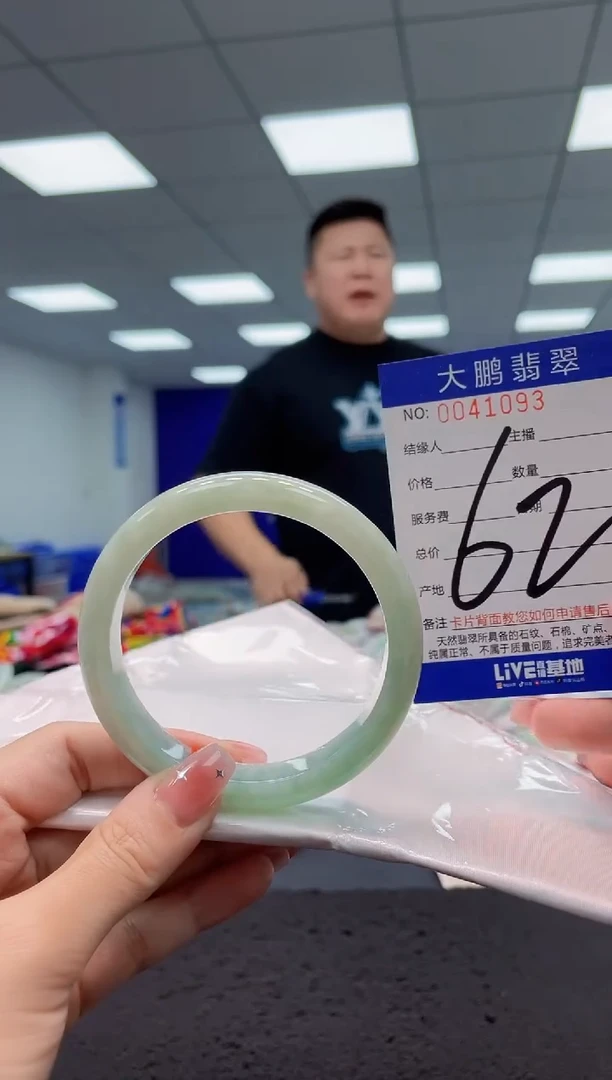 大鹏翡翠
NO: 0041093
结缘人 主播
价格 数量
服务费 期
总价
产地
62
备注 卡片背面教您如何申请售后
天然翡翠所具备的石纹、石棉、矿点、
纯属正常、不属于质量问题，追求完美者
LiVE 基地